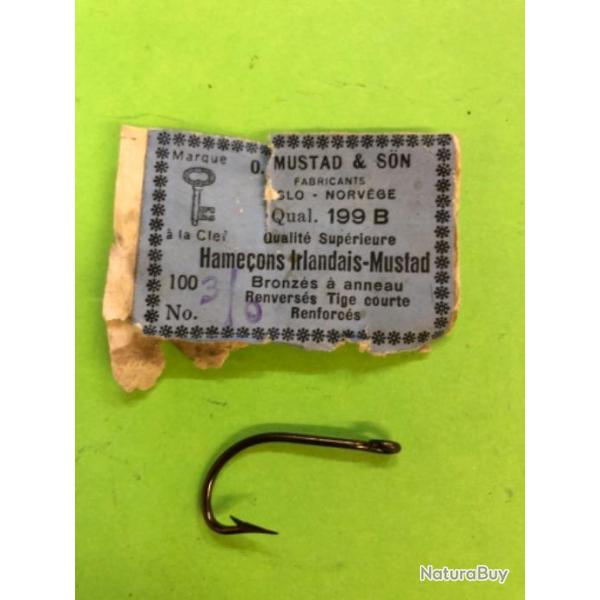 Marque
à la Clef
O. MUSTAD & SÖN
FABRICANTS
SLO - NORVÈGE
Qual. 199 B
Qualité Supérieure
Hameçons Irlandais-Mustad
Bronzés à anneau
Renversés Tige courte
Renforcés
100
No. 3/0
NaturaBuy